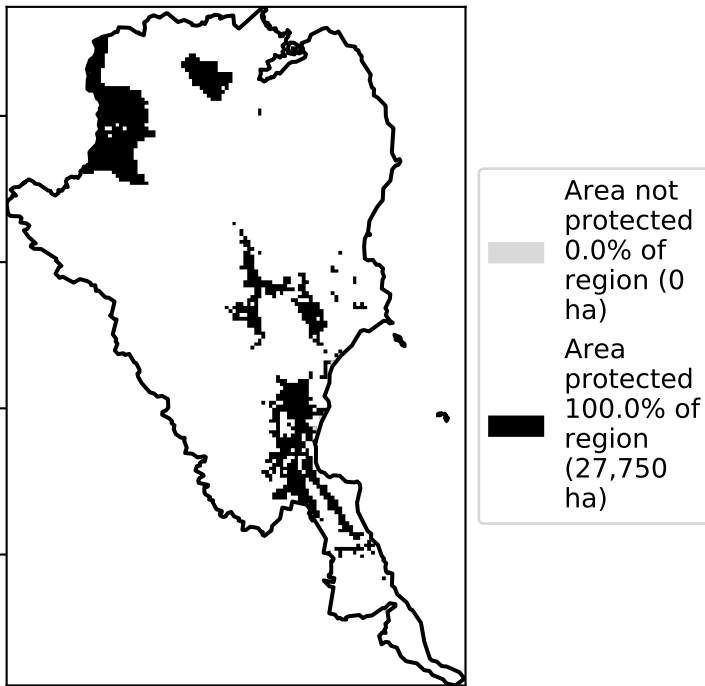 Area not
protected
0.0% of
region (0
ha)
Area
protected
100.0% of
region
(27,750
ha)